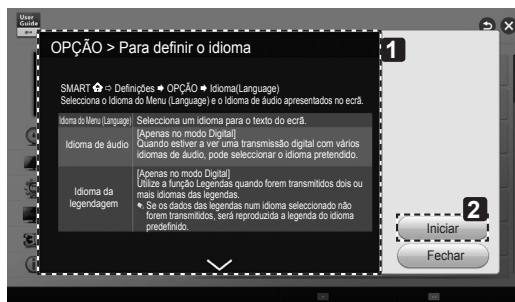 User
Guide
OPÇÃO > Para definir o idioma
1
SMART ⇨ Definições ➡ OPÇÃO ➡ Idioma(Language)
Selecciona o Idioma do Menu (Language) e o Idioma de áudio apresentados no ecrã.
Idioma do Menu (Language) Selecciona um idioma para o texto do ecrã.
Idioma de áudio
[Apenas no modo Digital]
Quando estiver a ver uma transmissão digital com vários
idiomas de áudio, pode seleccionar o idioma pretendido.
Idioma da
legendagem
[Apenas no modo Digital]
Utilize a função Legendas quando forem transmitidos dois ou
mais idiomas das legendas.
Se os dados das legendas num idioma seleccionado não
forem transmitidos, será reproduzida a legenda do idioma
predefinido.
2
Iniciar
Fechar